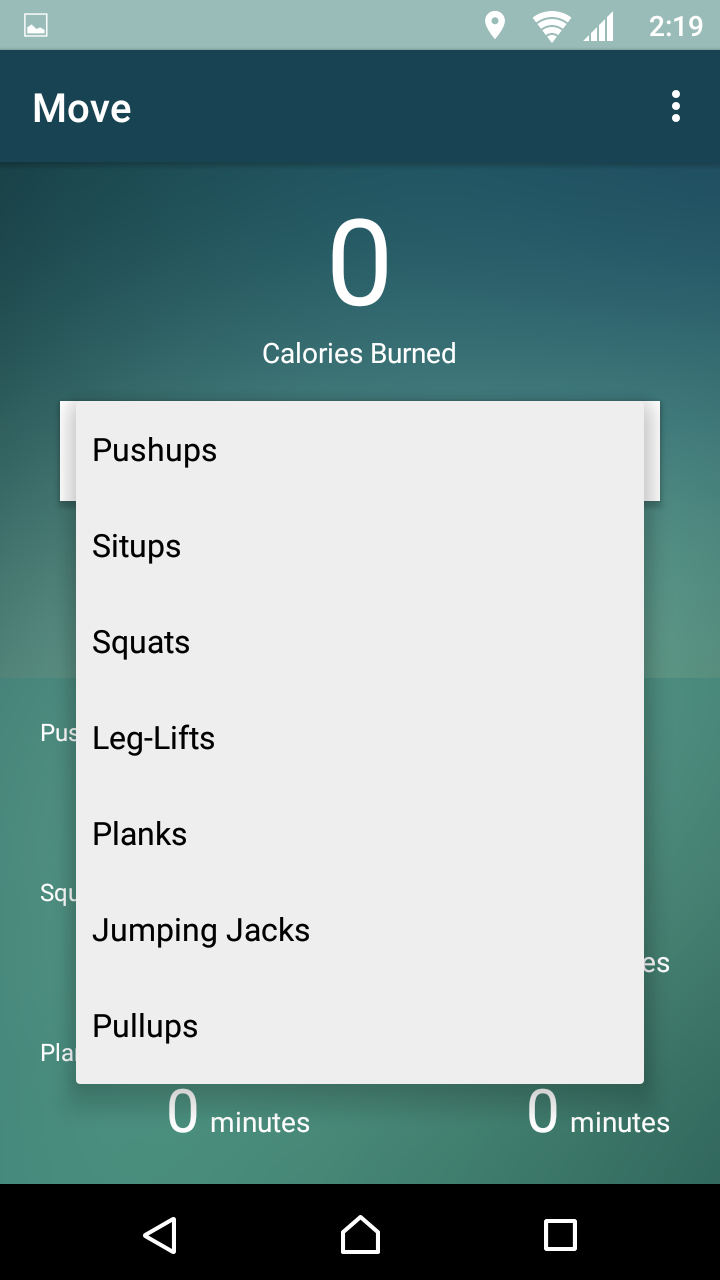 2:19
Move
0
Calories Burned
Pushups
Situps
Squats
Pus
Leg-Lifts
Planks
Squ
Jumping Jacks
es
Pullups
Pla
0 minutes 0 minutes